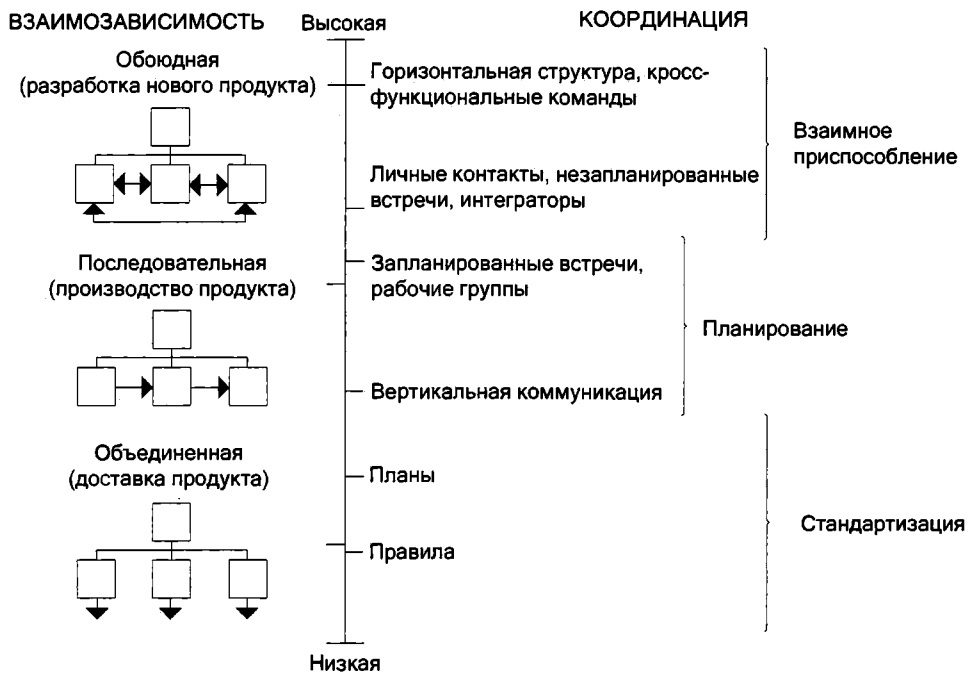 ВЗАИМОЗАВИСИМОСТЬ
Высокая
КООРДИНАЦИЯ
Обоюдная
(разработка нового продукта)
Горизонтальная структура, кросс-
функциональные команды
Взаимное
приспособление
Личные контакты, незапланированные
встречи, интеграторы
Последовательная
(производство продукта)
Запланированные встречи,
рабочие группы
Планирование
Вертикальная коммуникация
Объединенная
(доставка продукта)
Планы
Стандартизация
Правила
Низкая